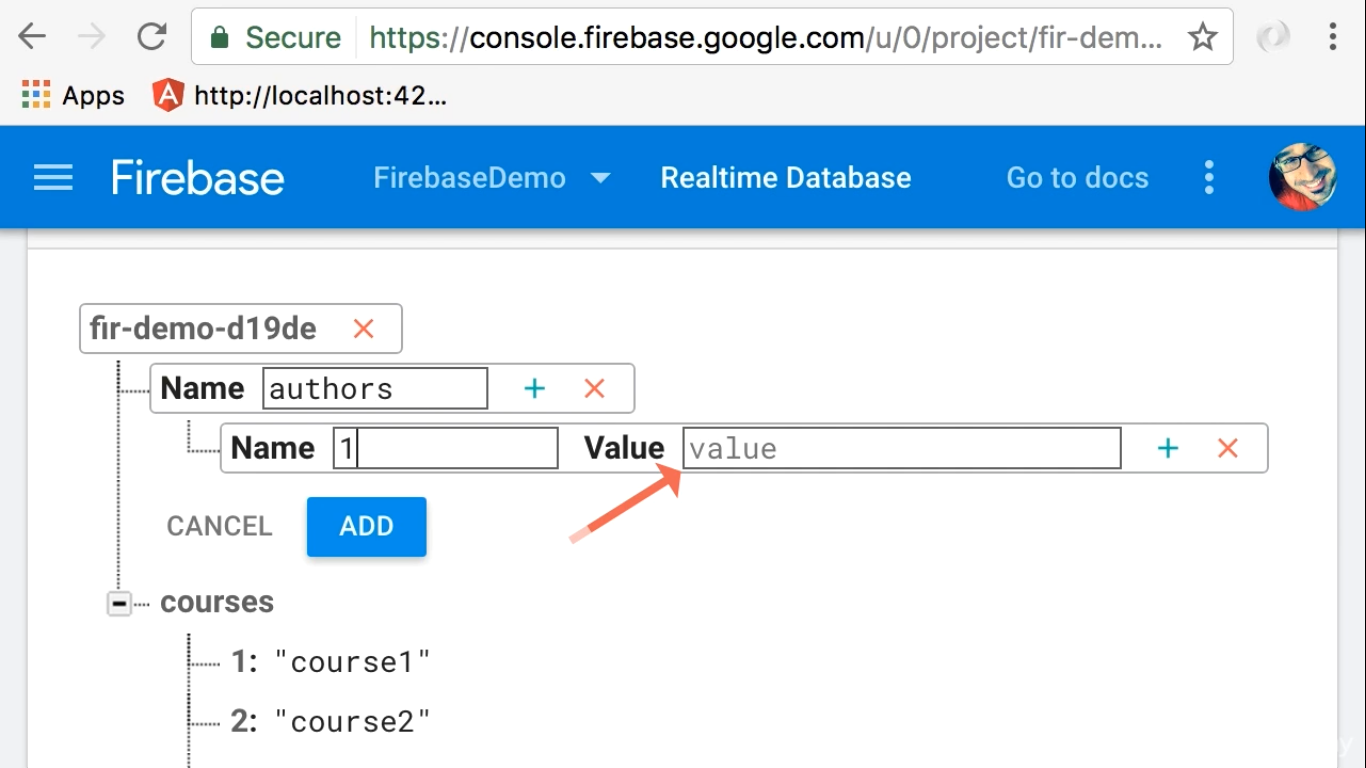 Secure https://console.firebase.google.com/u/0/project/fir-dem...
Apps http://localhost:42...
Firebase FirebaseDemo Realtime Database Go to docs
fir-demo-d19de
Name authors
Name 1 Value value
CANCEL ADD
courses
1: "course1"
2: "course2"